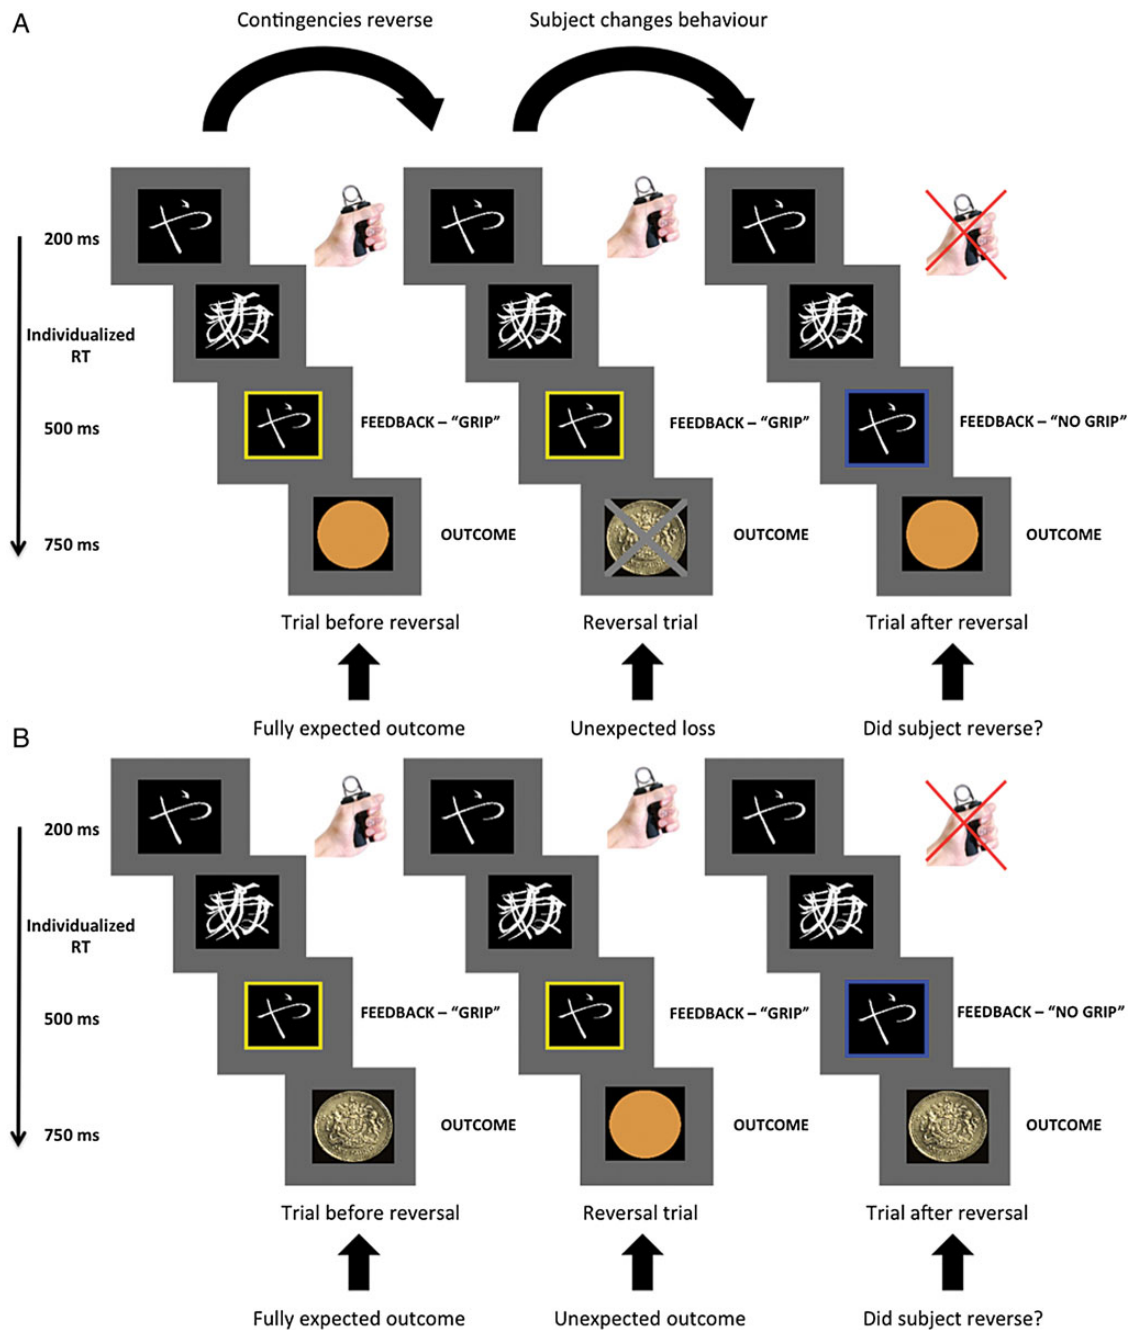 A
Contingencies reverse
Subject changes behaviour
や
や
や
200 ms
Individualized
RT
や
や
や
500 ms
FEEDBACK – “GRIP”
FEEDBACK – “GRIP”
FEEDBACK – “NO GRIP”
750 ms
OUTCOME
OUTCOME
OUTCOME
Trial before reversal
Reversal trial
Trial after reversal
Fully expected outcome
Unexpected loss
Did subject reverse?
B
や
や
や
200 ms
Individualized
RT
や
や
や
500 ms
FEEDBACK – “GRIP”
FEEDBACK – “GRIP”
FEEDBACK – “NO GRIP”
750 ms
OUTCOME
OUTCOME
OUTCOME
Trial before reversal
Reversal trial
Trial after reversal
Fully expected outcome
Unexpected outcome
Did subject reverse?